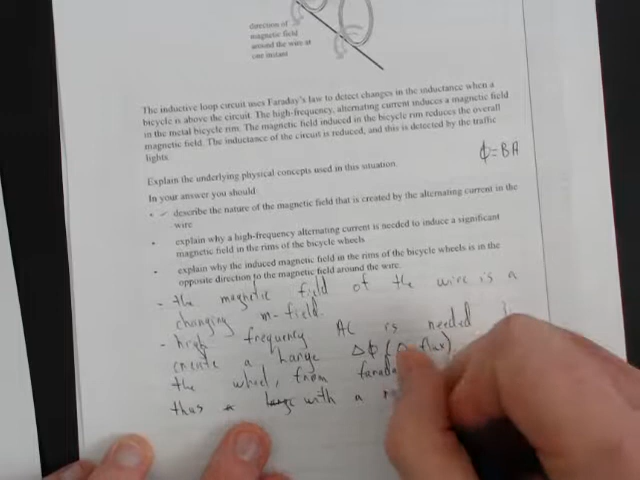 direction of
magnetic field
around the wire at
one instant
The inductive loop circuit uses Faraday's law to detect changes in the inductance when a
bicycle is above the circuit. The high-frequency, alternating current induces a magnetic field
in the metal bicycle rim. The magnetic field induced in the bicycle rim reduces the overall
magnetic field. The inductance of the circuit is reduced, and this is detected by the traffic
lights.
ϕ=BA
Explain the underlying physical concepts used in this situation.
In your answer you should:
• describe the nature of the magnetic field that is created by the alternating current in the
wire
• explain why a high-frequency alternating current is needed to induce a significant
magnetic field in the rims of the bicycle wheels
• explain why the induced magnetic field in the rims of the bicycle wheels is in the
opposite direction to the magnetic field around the wire.
- the magnetic field of the wire is a
changing m-field.
- high frequency AC is needed
create a large Δϕ ( flux)
the wheel, from farada
thus with a